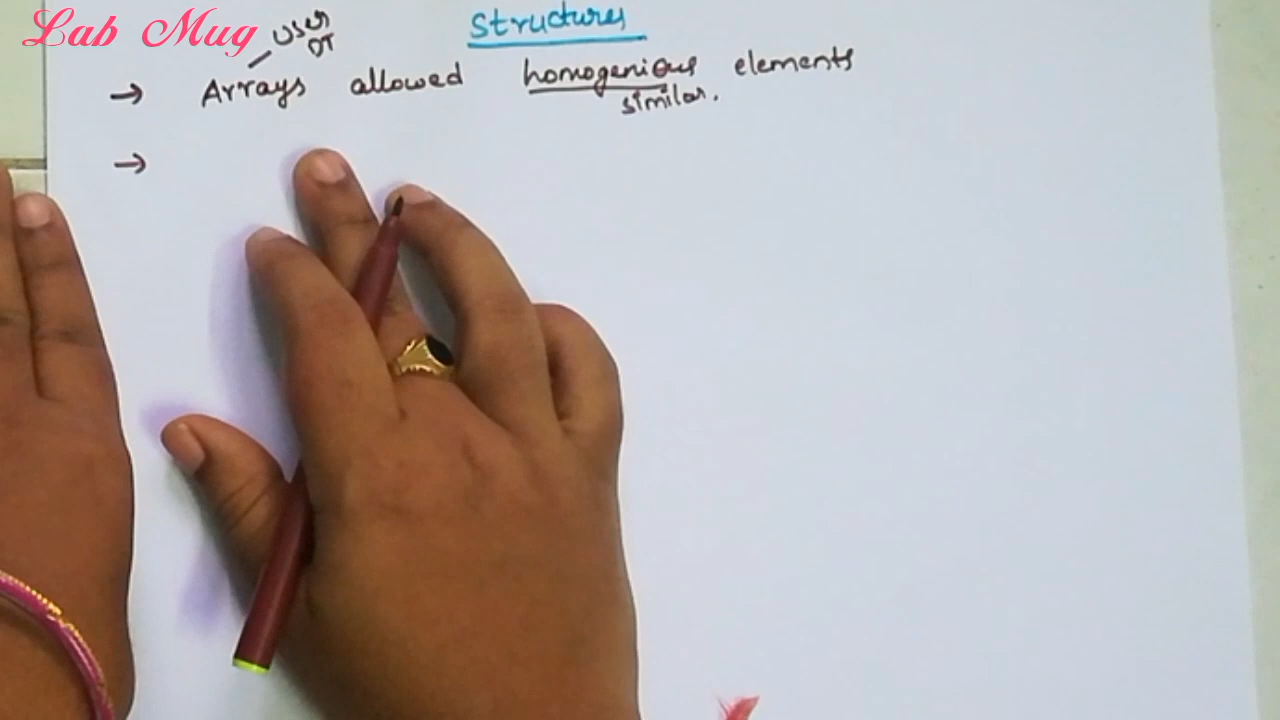 Lab Mug
Structures
User
DT
→ Arrays allowed homogenious elements
similar.
→